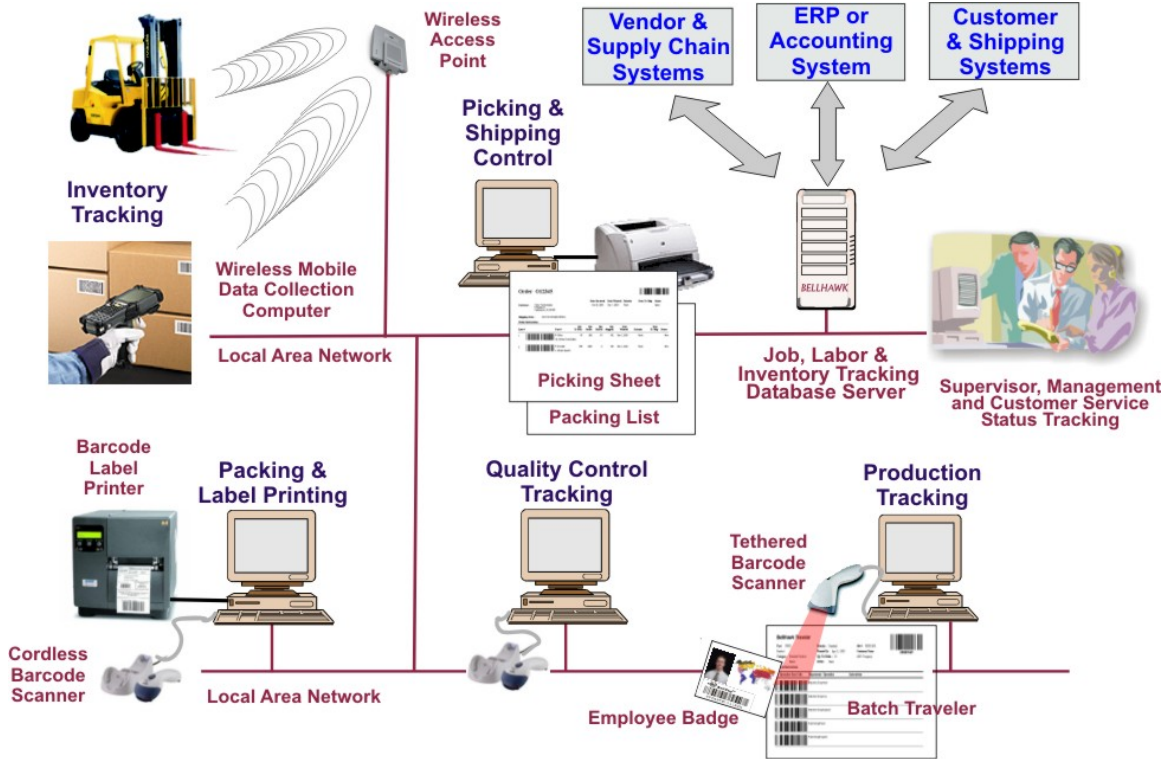 Wireless
Access
Point
Vendor &
Supply Chain
Systems
ERP or
Accounting
System
Customer
& Shipping
Systems
Picking &
Shipping
Control
Inventory
Tracking
Wireless Mobile
Data Collection
Computer
BELLHAWK
Local Area Network
Picking Sheet
Packing List
Job, Labor &
Inventory Tracking
Database Server
Supervisor, Management
and Customer Service
Status Tracking
Barcode
Label
Printer
Packing &
Label Printing
Quality Control
Tracking
Production
Tracking
Tethered
Barcode
Scanner
Cordless
Barcode
Scanner
Local Area Network
Employee Badge
Batch Traveler